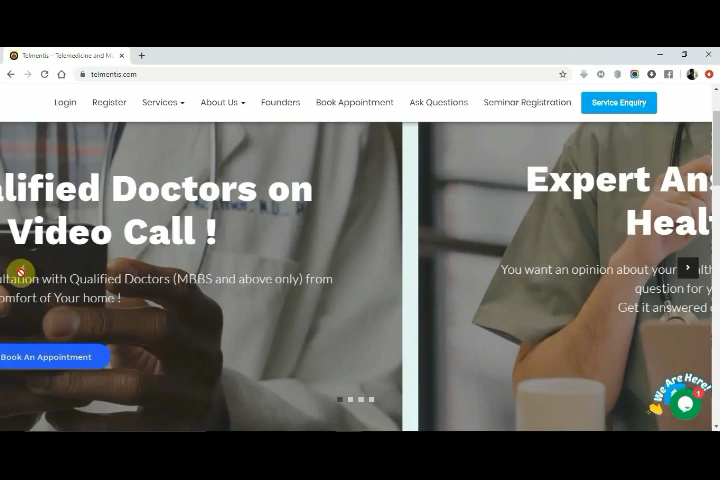 Telmentis - Telemedicine and M
telmentis.com
Login Register Services About Us Founders Book Appointment Ask Questions Seminar Registration Service Enquiry
alified Doctors on
Video Call !
ultation with Qualified Doctors (MBBS and above only) from
omfort of Your home !
Book An Appointment
Expert Ans
Healt
You want an opinion about your
question for y
Get it answered
We Are Here!
1